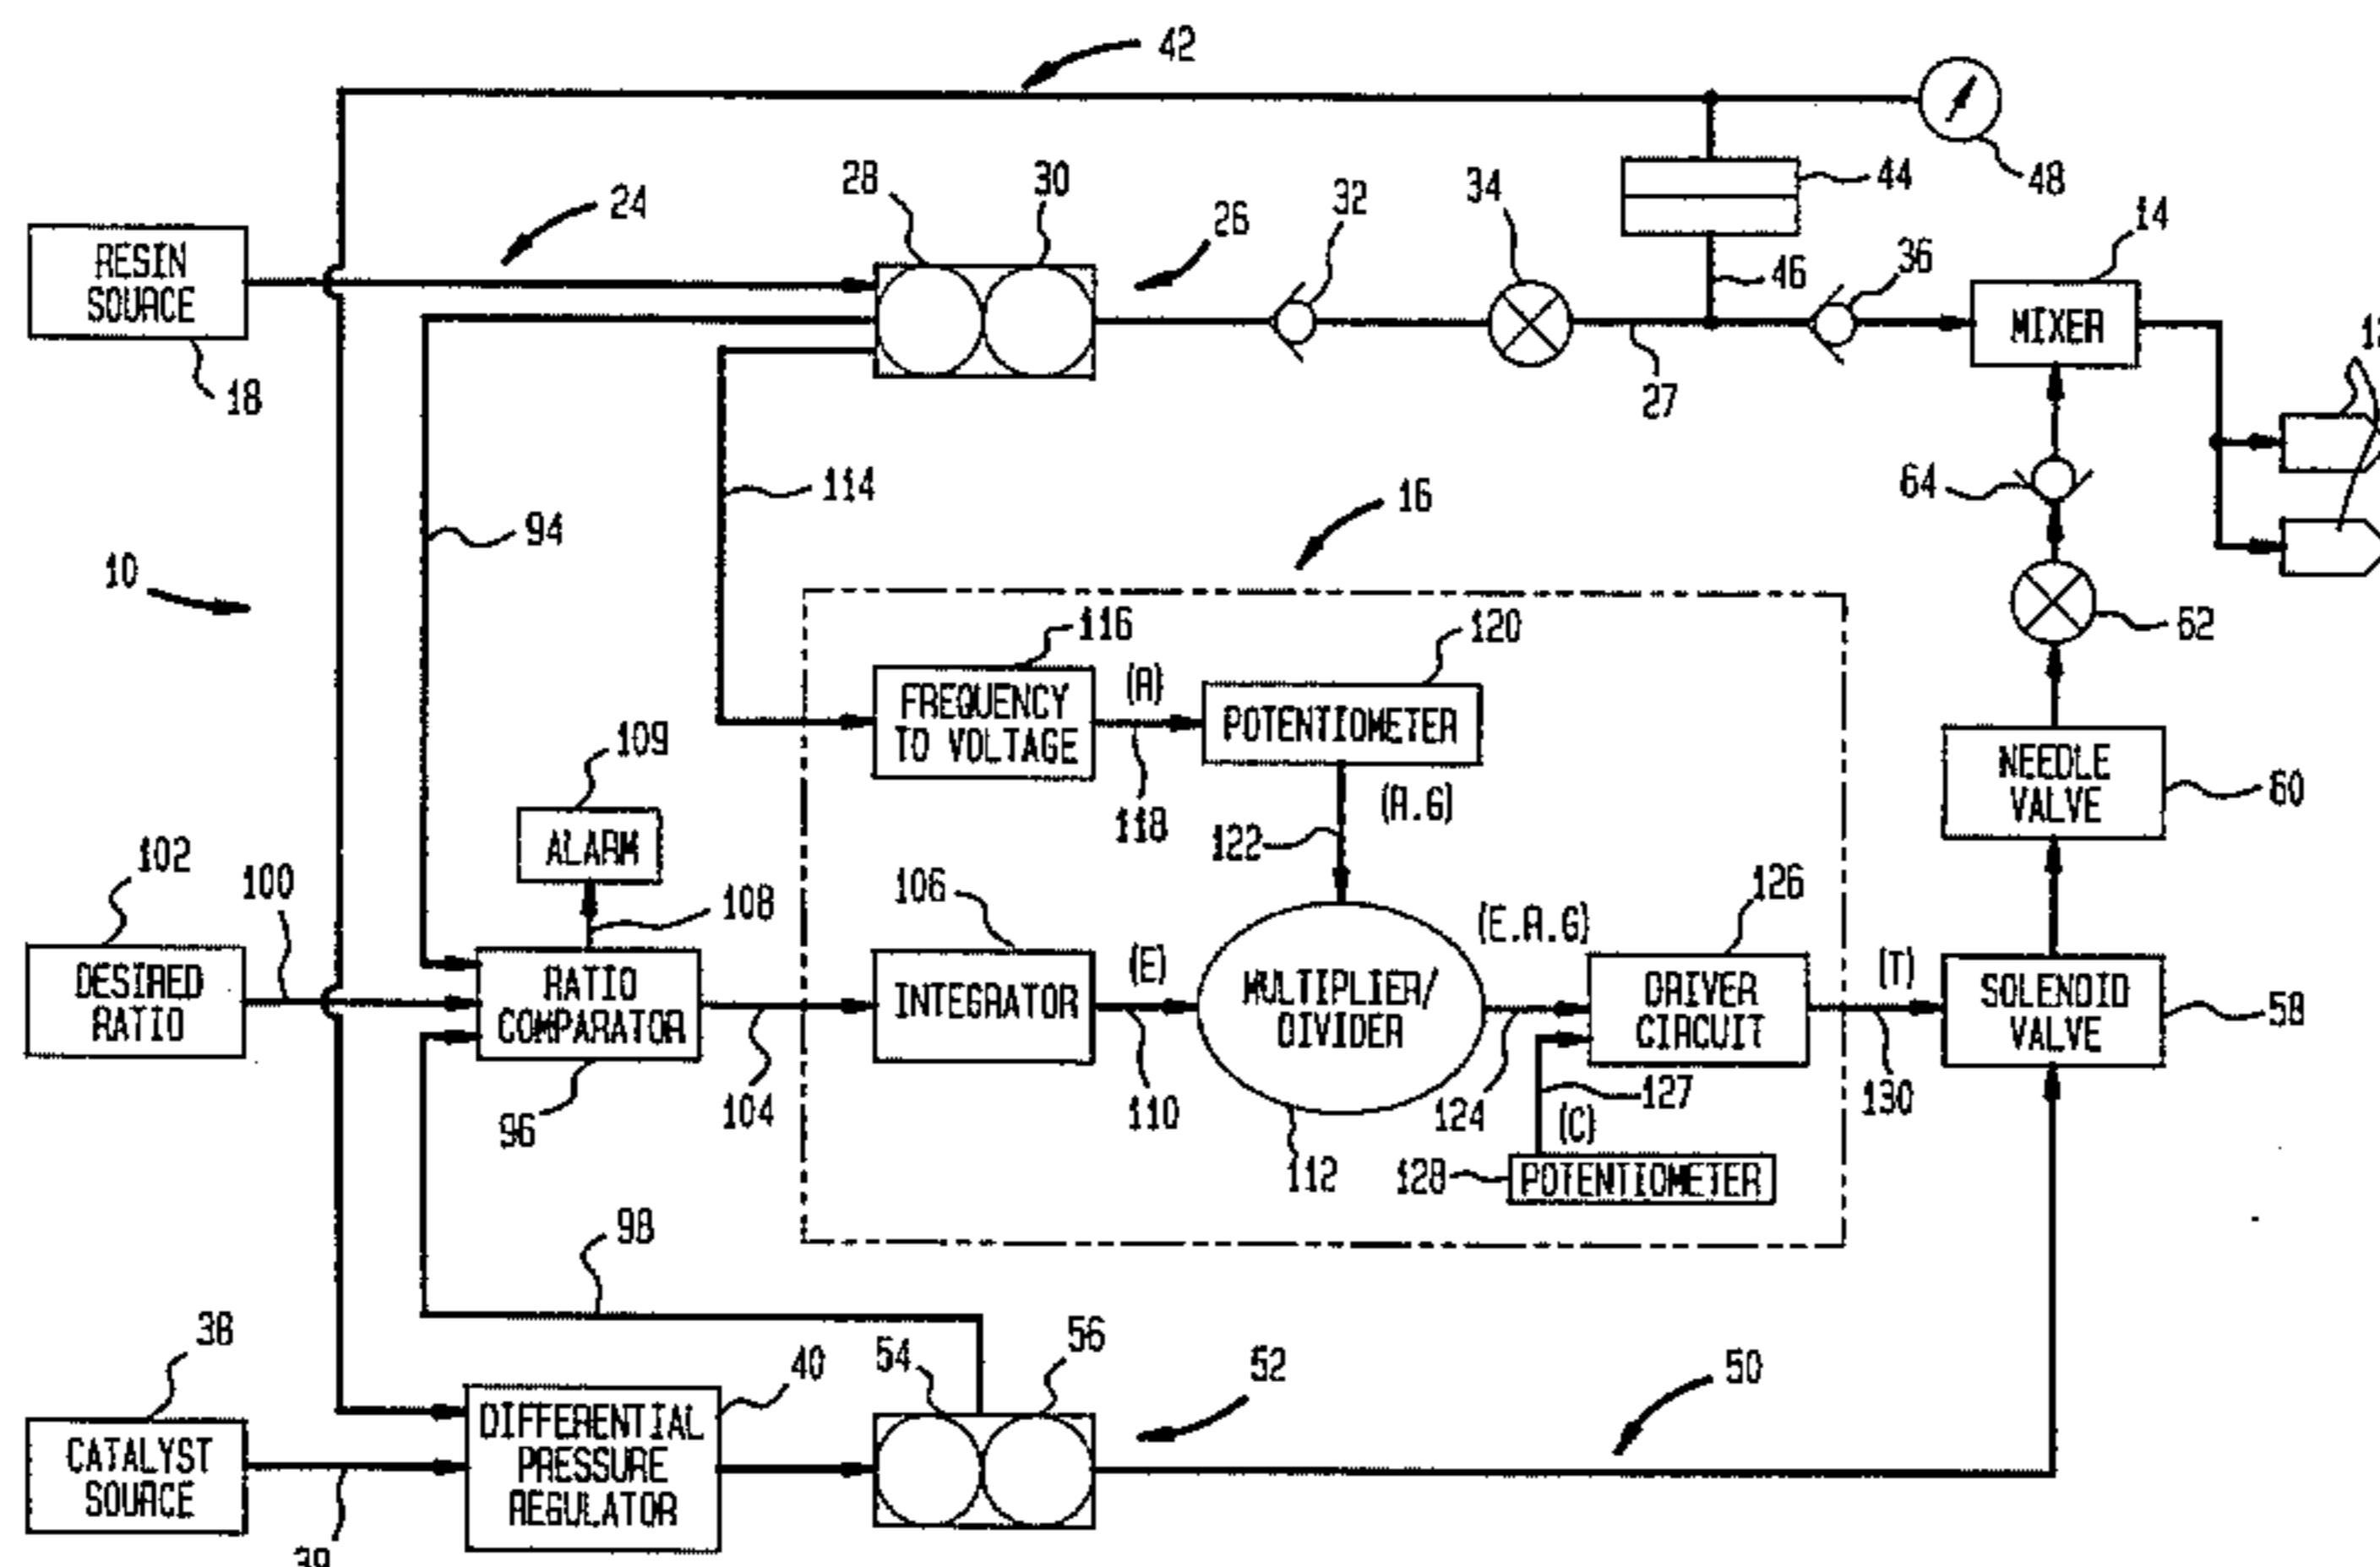 42
48
44
28
30
24
26
32
34
14
36
46
RESIN
SOURCE
MIXER
18
27
114
16
64
94
10
62
116
120
FREQUENCY
TO VOLTAGE
(A)
POTENTIOMETER
109
118
(A.G)
NEEDLE
VALVE
60
ALARM
122
102
100
108
106
(E.A.G)
126
DESIRED
RATIO
RATIO
COMPARATOR
INTEGRATOR
(E)
MULTIPLIER/
DIVIDER
DRIVER
CIRCUIT
(T)
SOLENOID
VALVE
58
96
104
110
124
127
130
(C)
112
128
POTENTIOMETER
98
38
54
56
52
50
40
CATALYST
SOURCE
DIFFERENTIAL
PRESSURE
REGULATOR
39